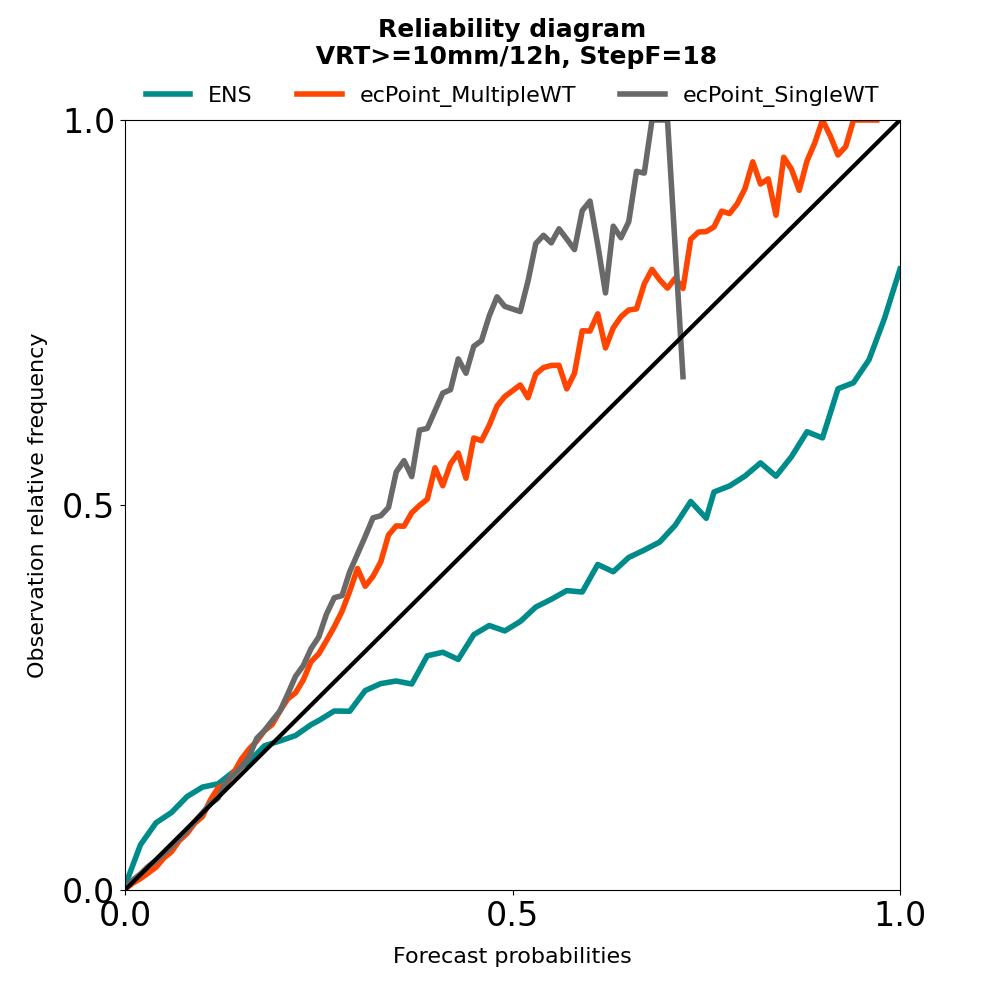 Reliability diagram
VRT>=10mm/12h, StepF=18
ENS ecPoint_MultipleWT ecPoint_SingleWT
1.0
0.5
0.0
0.0 0.5 1.0
Observation relative frequency
Forecast probabilities